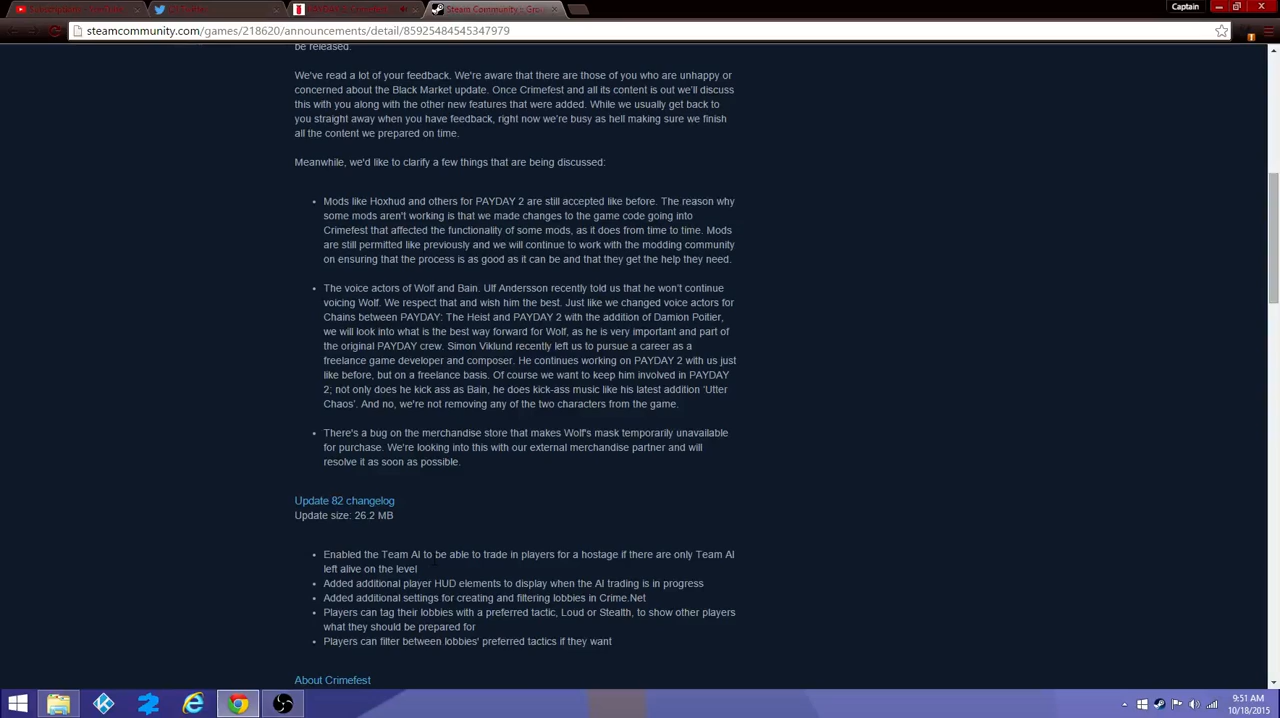 Captain
Steam Community :: Grou
steamcommunity.com/games/218620/announcements/detail/85925484545347979
be released.
We've read a lot of your feedback. We're aware that there are those of you who are unhappy or
concerned about the Black Market update. Once Crimefest and all its content is out we'll discuss
this with you along with the other new features that were added. While we usually get back to
you straight away when you have feedback, right now we're busy as hell making sure we finish
all the content we prepared on time.
Meanwhile, we'd like to clarify a few things that are being discussed:
• Mods like Hoxhud and others for PAYDAY 2 are still accepted like before. The reason why
some mods aren't working is that we made changes to the game code going into
Crimefest that affected the functionality of some mods, as it does from time to time. Mods
are still permitted like previously and we will continue to work with the modding community
on ensuring that the process is as good as it can be and that they get the help they need.
• The voice actors of Wolf and Bain. Ulf Andersson recently told us that he won't continue
voicing Wolf. We respect that and wish him the best. Just like we changed voice actors for
Chains between PAYDAY: The Heist and PAYDAY 2 with the addition of Damion Poitier,
we will look into what is the best way forward for Wolf, as he is very important and part of
the original PAYDAY crew. Simon Viklund recently left us to pursue a career as a
freelance game developer and composer. He continues working on PAYDAY 2 with us just
like before, but on a freelance basis. Of course we want to keep him involved in PAYDAY
2; not only does he kick ass as Bain, he does kick-ass music like his latest addition 'Utter
Chaos'. And no, we're not removing any of the two characters from the game.
• There's a bug on the merchandise store that makes Wolf's mask temporarily unavailable
for purchase. We're looking into this with our external merchandise partner and will
resolve it as soon as possible.
Update 82 changelog
Update size: 26.2 MB
• Enabled the Team AI to be able to trade in players for a hostage if there are only Team AI
left alive on the level
• Added additional player HUD elements to display when the AI trading is in progress
• Added additional settings for creating and filtering lobbies in Crime.Net
• Players can tag their lobbies with a preferred tactic, Loud or Stealth, to show other players
what they should be prepared for
• Players can filter between lobbies' preferred tactics if they want
About Crimefest
9:51 AM
10/18/2015